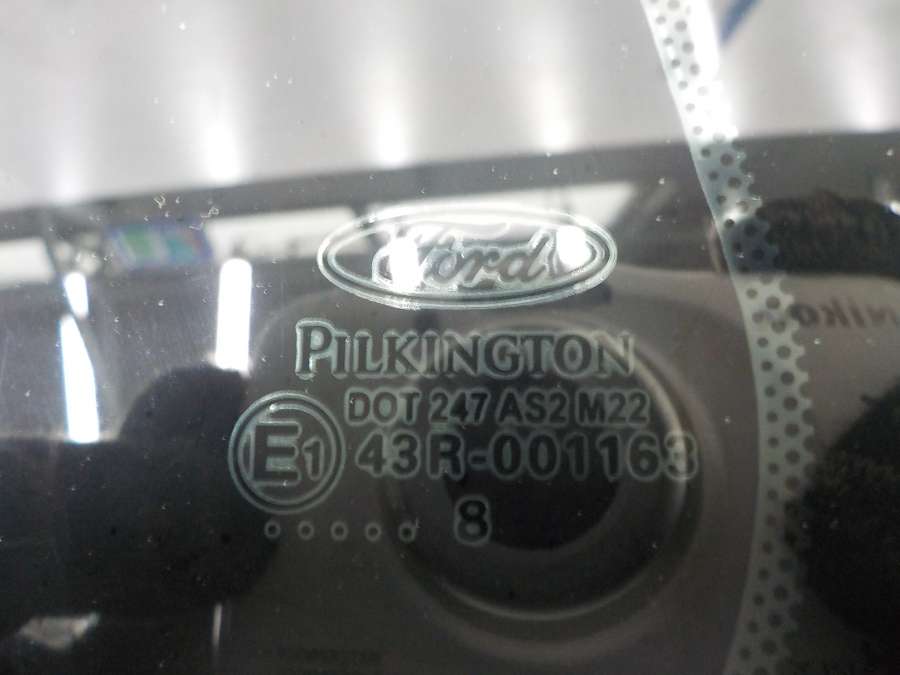 Ford
PILKINGTON
DOT 247 AS2 M22
E1 43R-001163
..... 8